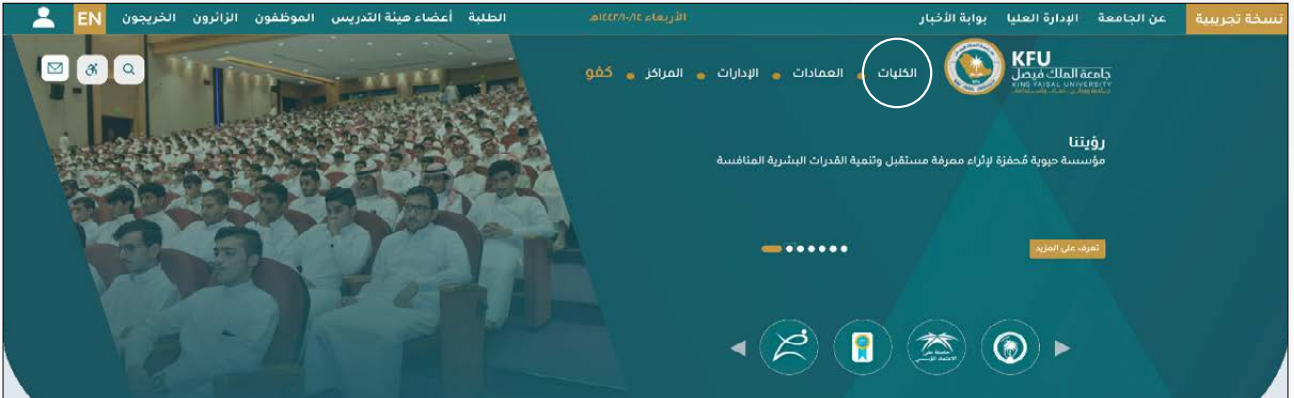 نسخة تجريبية
عن الجامعة الإدارة العليا بوابة الأخبار
الطلبة أعضاء هيئة التدريس الموظفون الزائرون الخريجون EN
KFU
جامعة الملك فيصل
KING FAISAL UNIVERSITY
الكليات العمادات الإدارات المراكز كفو
رؤيتنا
مؤسسة حيوية مُحفزة لإثراء معرفة مستقبل وتنمية القدرات البشرية المنافسة
تعرف على المزيد